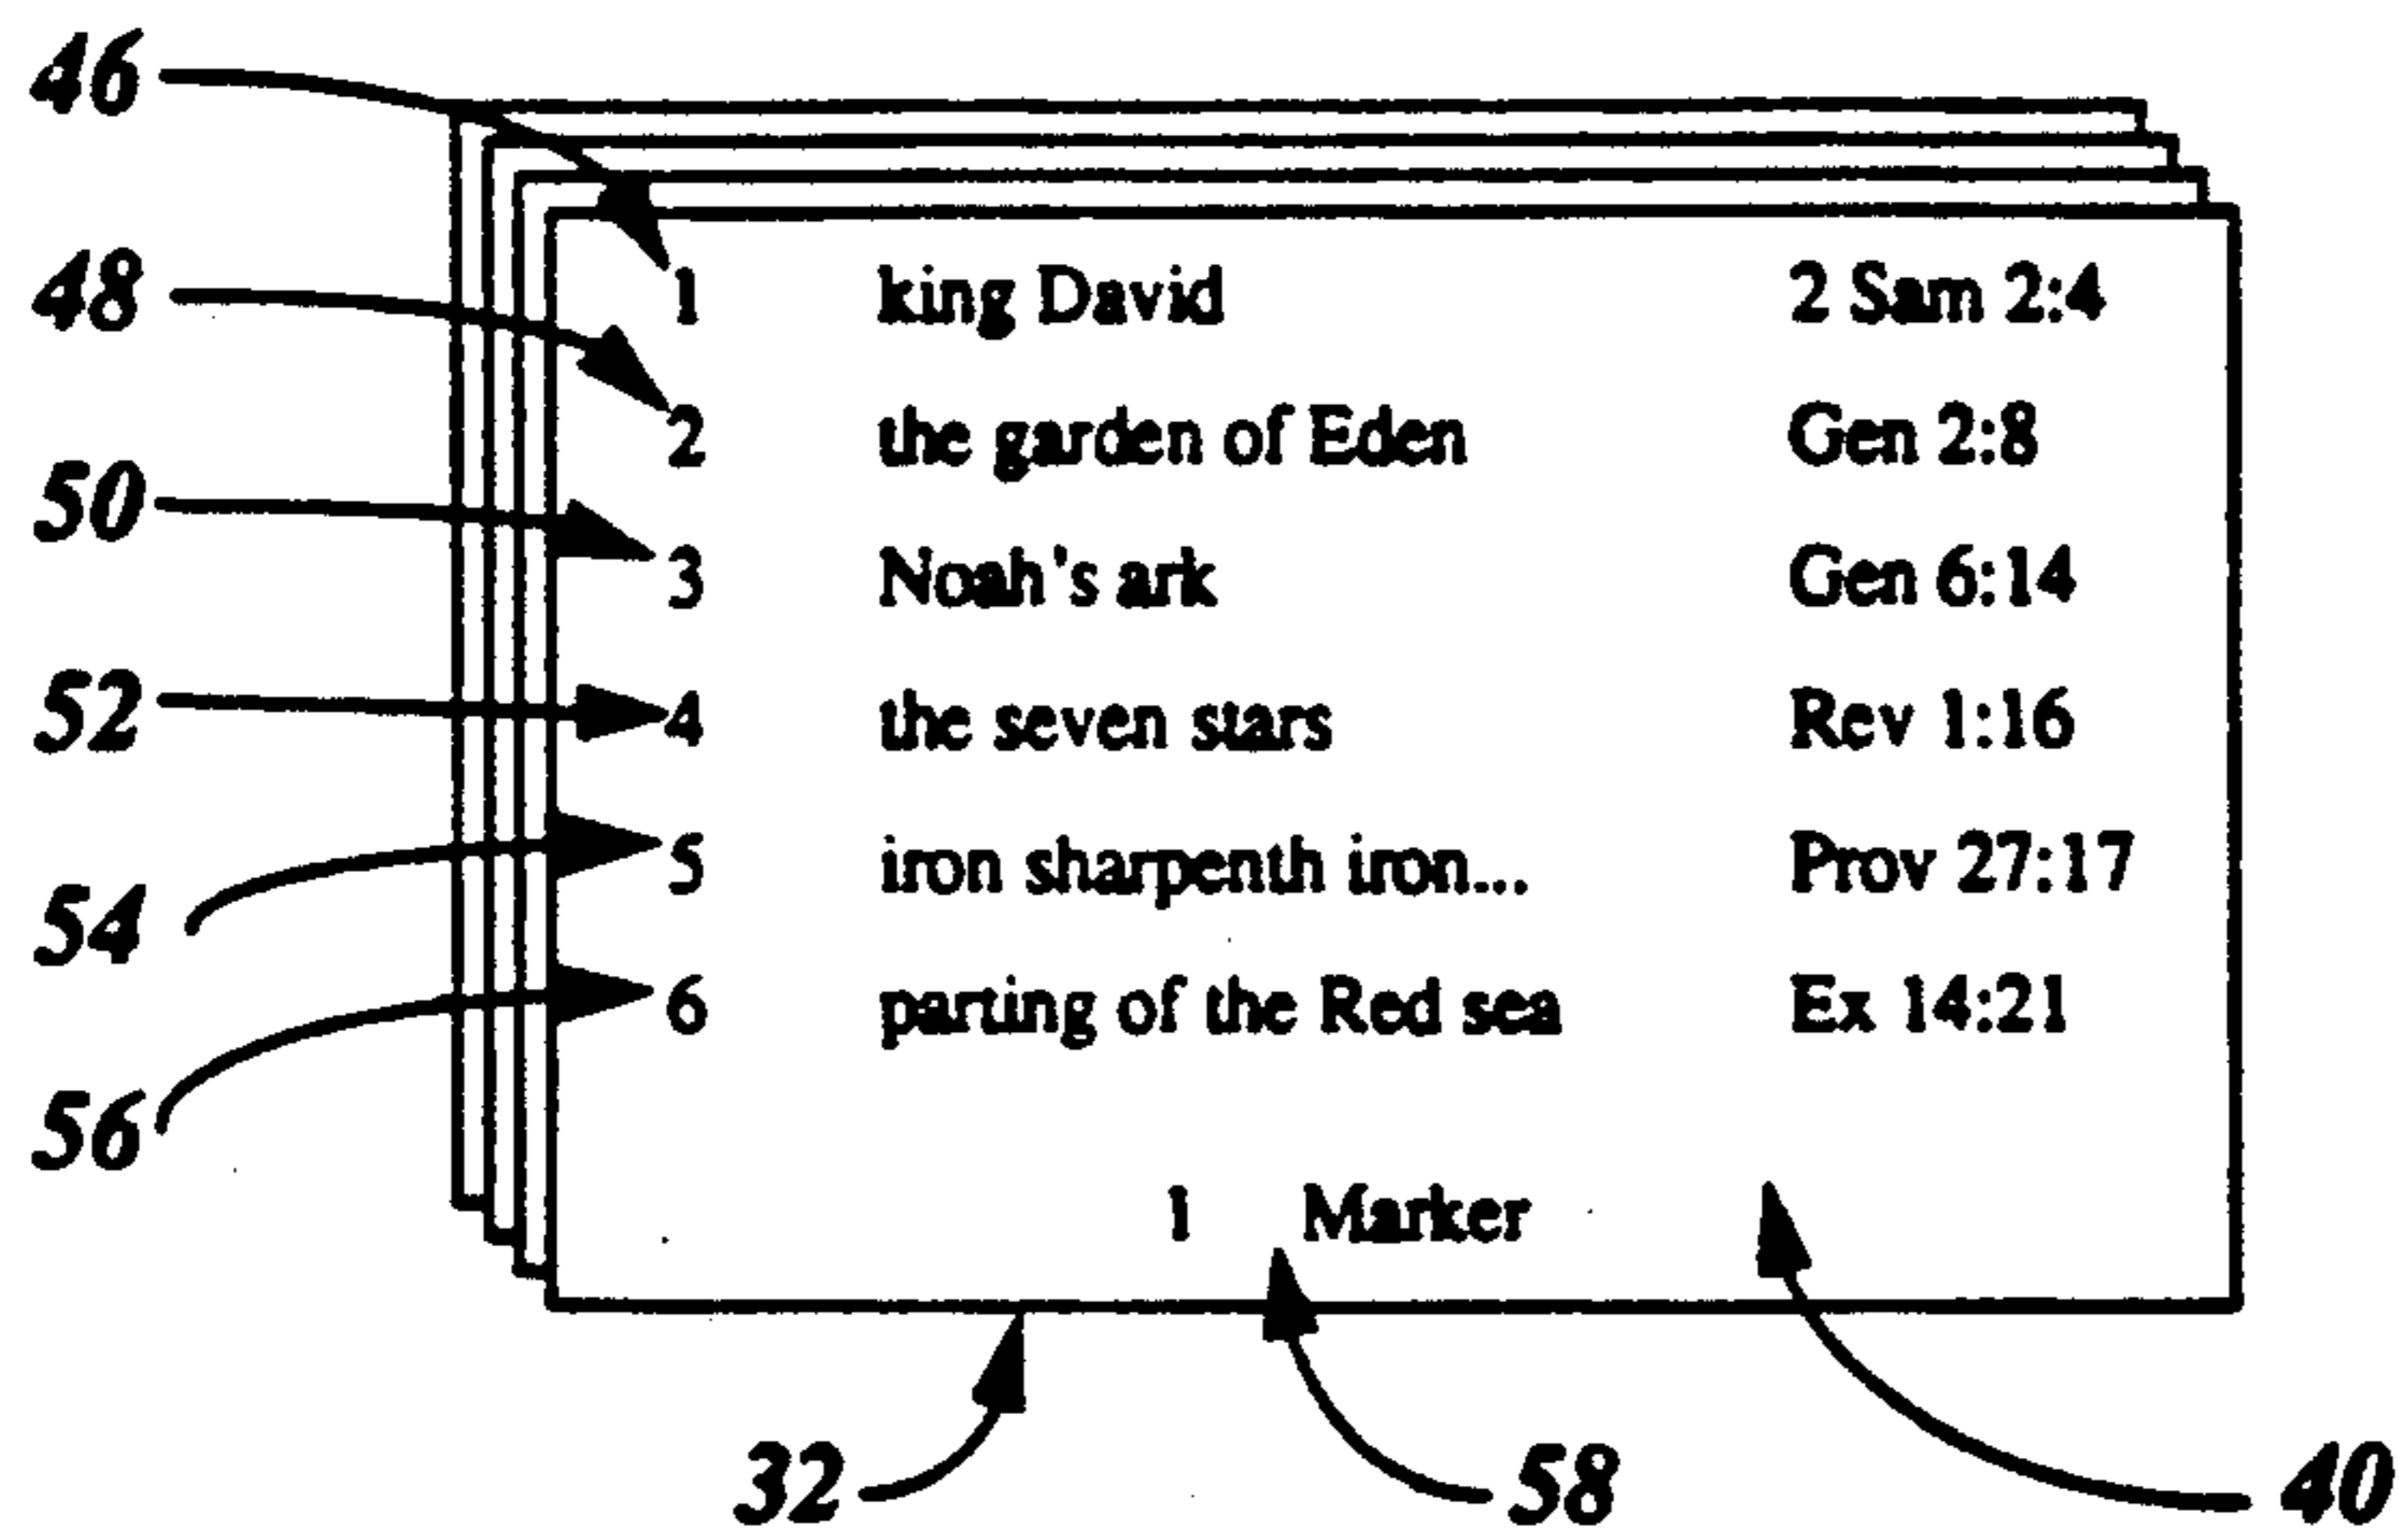 46
48
50
52
54
56
1 king David 2 Sam 2:4
2 the garden of Eden Gen 2:8
3 Noah's ark Gen 6:14
4 the seven stars Rev 1:16
5 iron sharpenth iron... Prov 27:17
6 parting of the Red sea Ex 14:21
1 Marker
32 58 40